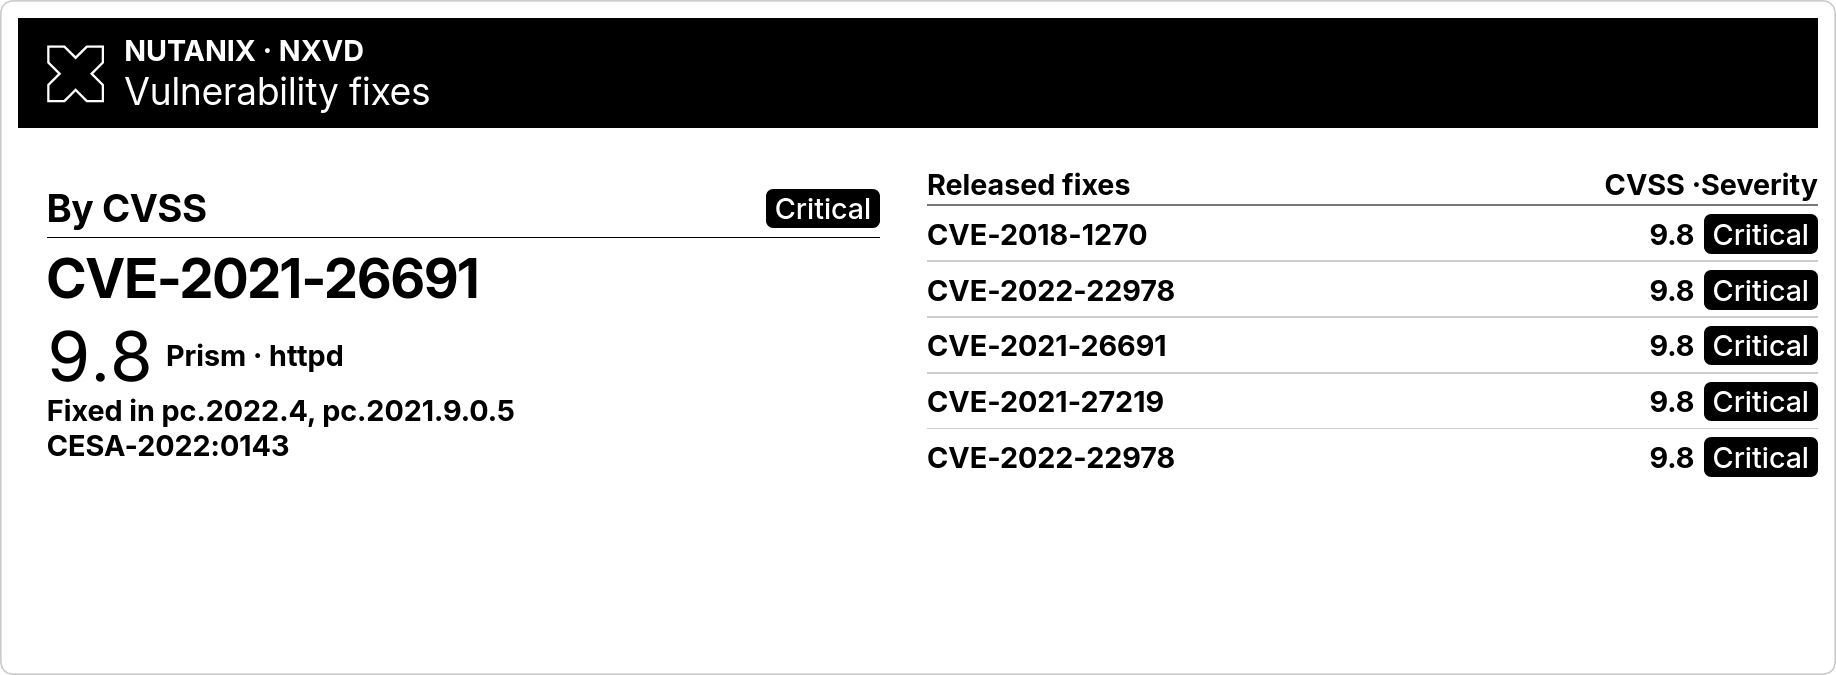 NUTANIX · NXVD
Vulnerability fixes
By CVSS Critical
CVE-2021-26691
9.8 Prism · httpd
Fixed in pc.2022.4, pc.2021.9.0.5
CESA-2022:0143
Released fixes CVSS ·Severity
CVE-2018-1270 9.8 Critical
CVE-2022-22978 9.8 Critical
CVE-2021-26691 9.8 Critical
CVE-2021-27219 9.8 Critical
CVE-2022-22978 9.8 Critical